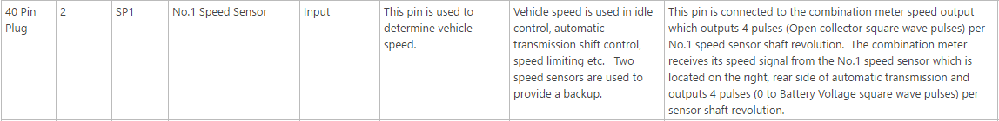 40 Pin
Plug
2
SP1
No.1 Speed Sensor
Input
This pin is used to
determine vehicle
speed.
Vehicle speed is used in idle
control, automatic
transmission shift control,
speed limiting etc.   Two
speed sensors are used to
provide a backup.
This pin is connected to the combination meter speed output
which outputs 4 pulses (Open collector square wave pulses) per
No.1 speed sensor shaft revolution.  The combination meter
receives its speed signal from the No.1 speed sensor which is
located on the right, rear side of automatic transmission and
outputs 4 pulses (0 to Battery Voltage square wave pulses) per
sensor shaft revolution.